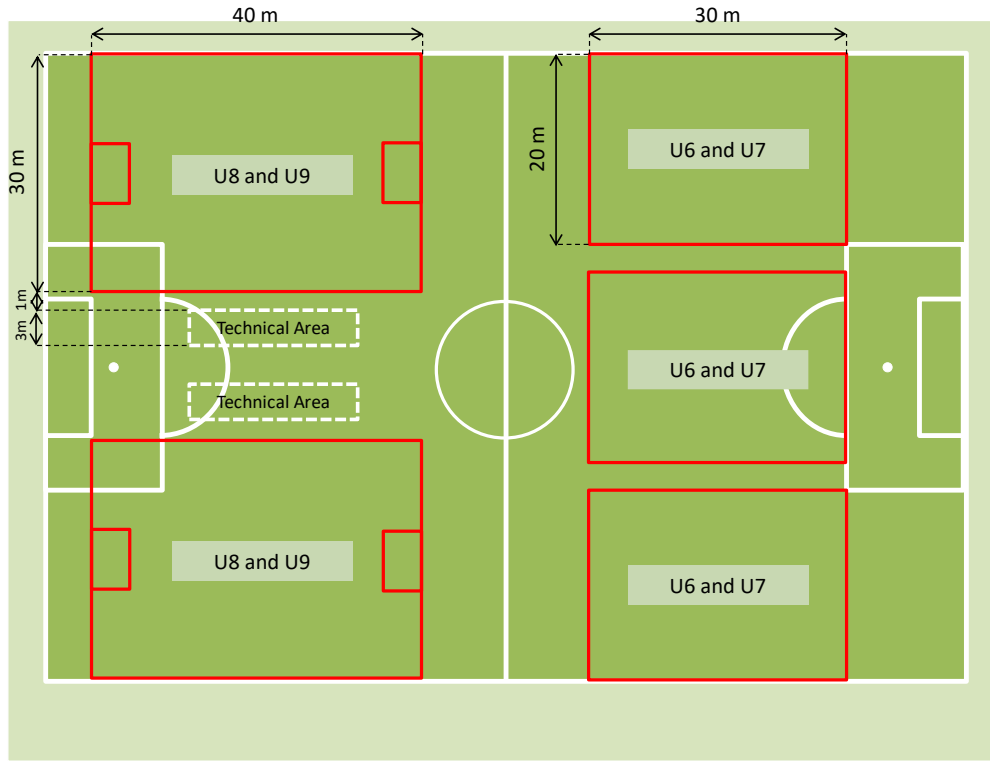 40 m
30 m
30 m
20 m
U8 and U9
U6 and U7
1m
3m
Technical Area
Technical Area
U6 and U7
U8 and U9
U6 and U7